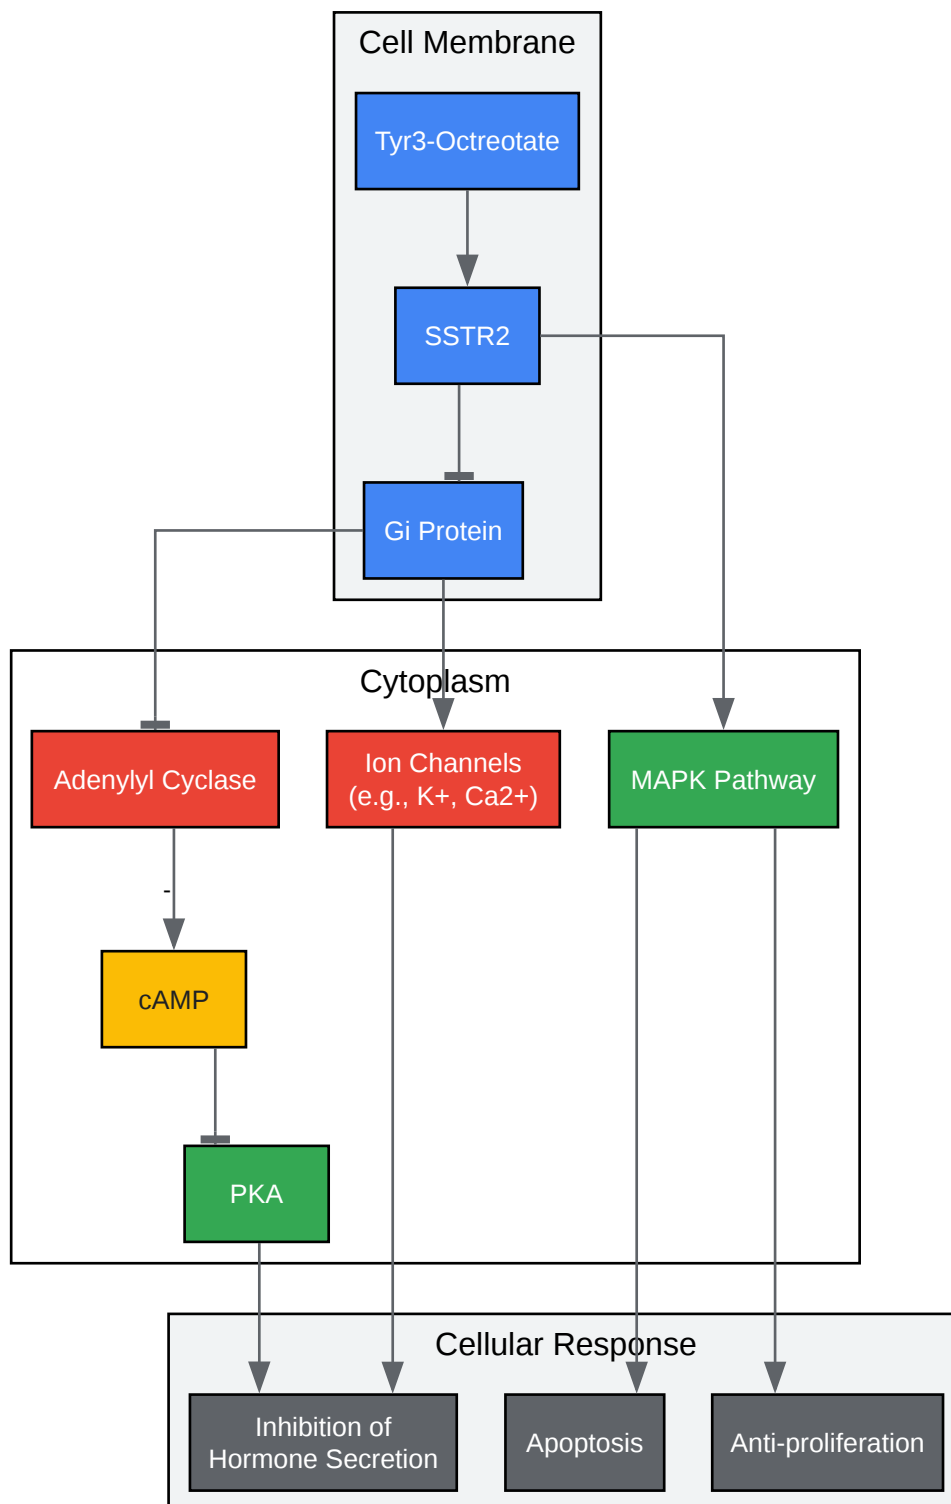 Cell Membrane
Tyr3-Octreotate
SSTR2
Gi Protein
Cytoplasm
Adenylyl Cyclase
Ion Channels
(e.g., K+, Ca2+)
MAPK Pathway
-
cAMP
PKA
Cellular Response
Inhibition of
Hormone Secretion
Apoptosis
Anti-proliferation